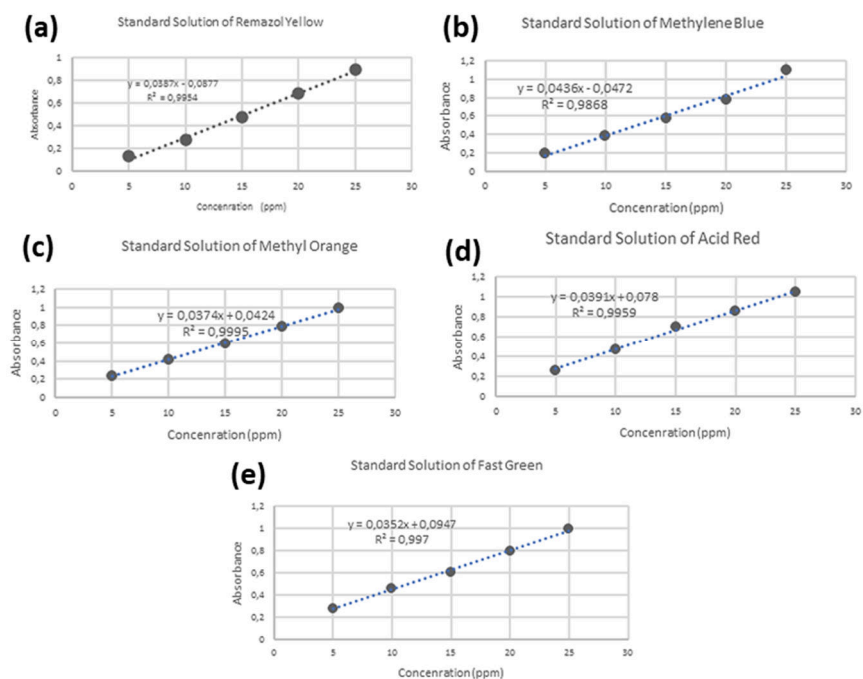 (a)
Standard Solution of Remazol Yellow
y = 0,0387x - 0,0877
R² = 0,9954
1
0,8
0,6
0,4
0,2
0
0 5 10 15 20 25 30
Absorbance
Concenration (ppm)
(b)
Standard Solution of Methylene Blue
y = 0,0436x - 0,0472
R² = 0,9868
1,2
1
0,8
0,6
0,4
0,2
0
0 5 10 15 20 25 30
Absorbance
Concenration (ppm)
(c)
Standard Solution of Methyl Orange
y = 0,0374x + 0,0424
R² = 0,9995
1,2
1
0,8
0,6
0,4
0,2
0
0 5 10 15 20 25 30
Absorbance
Concenration (ppm)
(d)
Standard Solution of Acid Red
y = 0,0391x + 0,078
R² = 0,9959
1,2
1
0,8
0,6
0,4
0,2
0
0 5 10 15 20 25 30
Absorbance
Concenration (ppm)
(e)
Standard Solution of Fast Green
y = 0,0352x + 0,0947
R² = 0,997
1,2
1
0,8
0,6
0,4
0,2
0
0 5 10 15 20 25 30
Absorbance
Concenration (ppm)